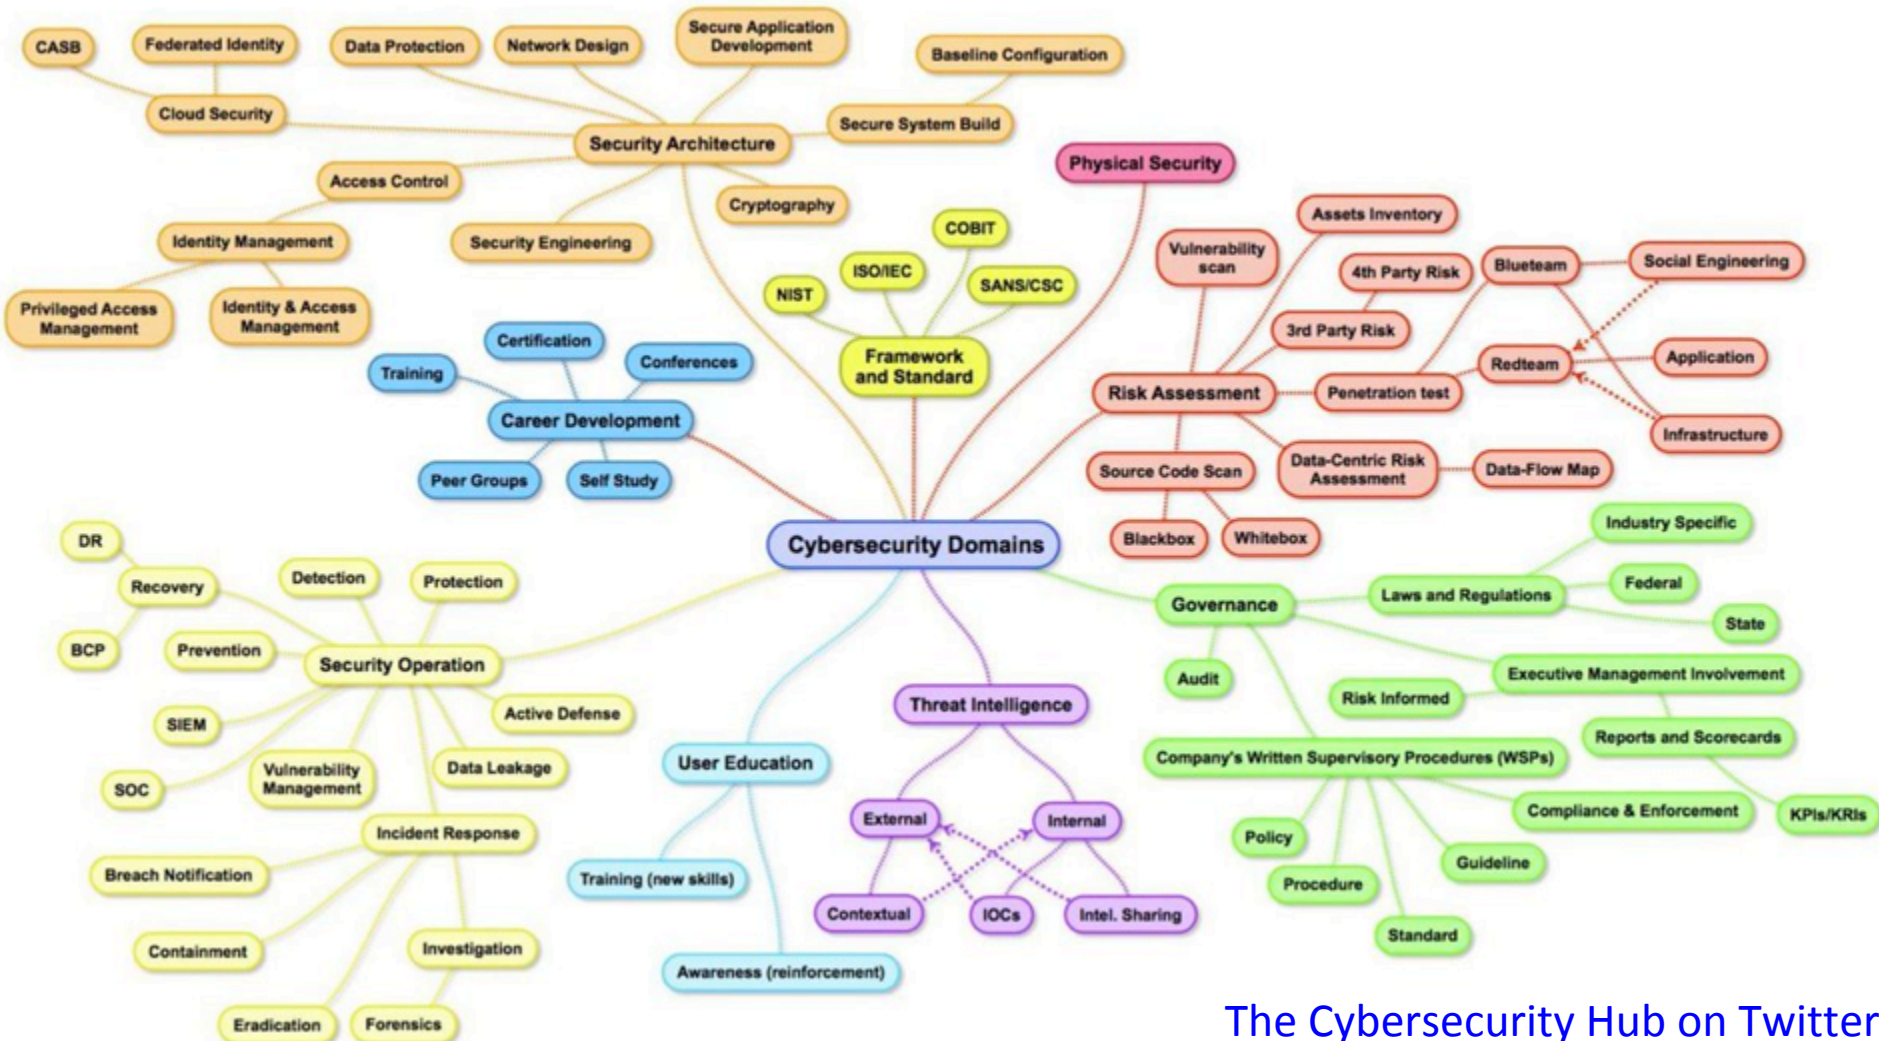 CASB
Federated Identity
Data Protection
Network Design
Secure Application
Development
Baseline Configuration
Cloud Security
Secure System Build
Security Architecture
Access Control
Cryptography
Identity Management
Security Engineering
Privileged Access
Management
Identity & Access
Management
Physical Security
COBIT
ISO/IEC
NIST
SANS/CSC
Framework
and Standard
Certification
Training
Conferences
Career Development
Peer Groups
Self Study
Assets Inventory
Vulnerability
scan
4th Party Risk
Blueteam
Social Engineering
3rd Party Risk
Redteam
Application
Risk Assessment
Penetration test
Infrastructure
Source Code Scan
Data-Centric Risk
Assessment
Data-Flow Map
Blackbox
Whitebox
Cybersecurity Domains
DR
Recovery
Detection
Protection
BCP
Prevention
Security Operation
SIEM
Active Defense
SOC
Vulnerability
Management
Data Leakage
Incident Response
Breach Notification
Containment
Investigation
Eradication
Forensics
User Education
Training (new skills)
Awareness (reinforcement)
Threat Intelligence
External
Internal
Contextual
IOCs
Intel. Sharing
Industry Specific
Governance
Laws and Regulations
Federal
State
Audit
Executive Management Involvement
Risk Informed
Reports and Scorecards
Company's Written Supervisory Procedures (WSPs)
Compliance & Enforcement
KPIs/KRIs
Policy
Procedure
Guideline
Standard
The Cybersecurity Hub on Twitter